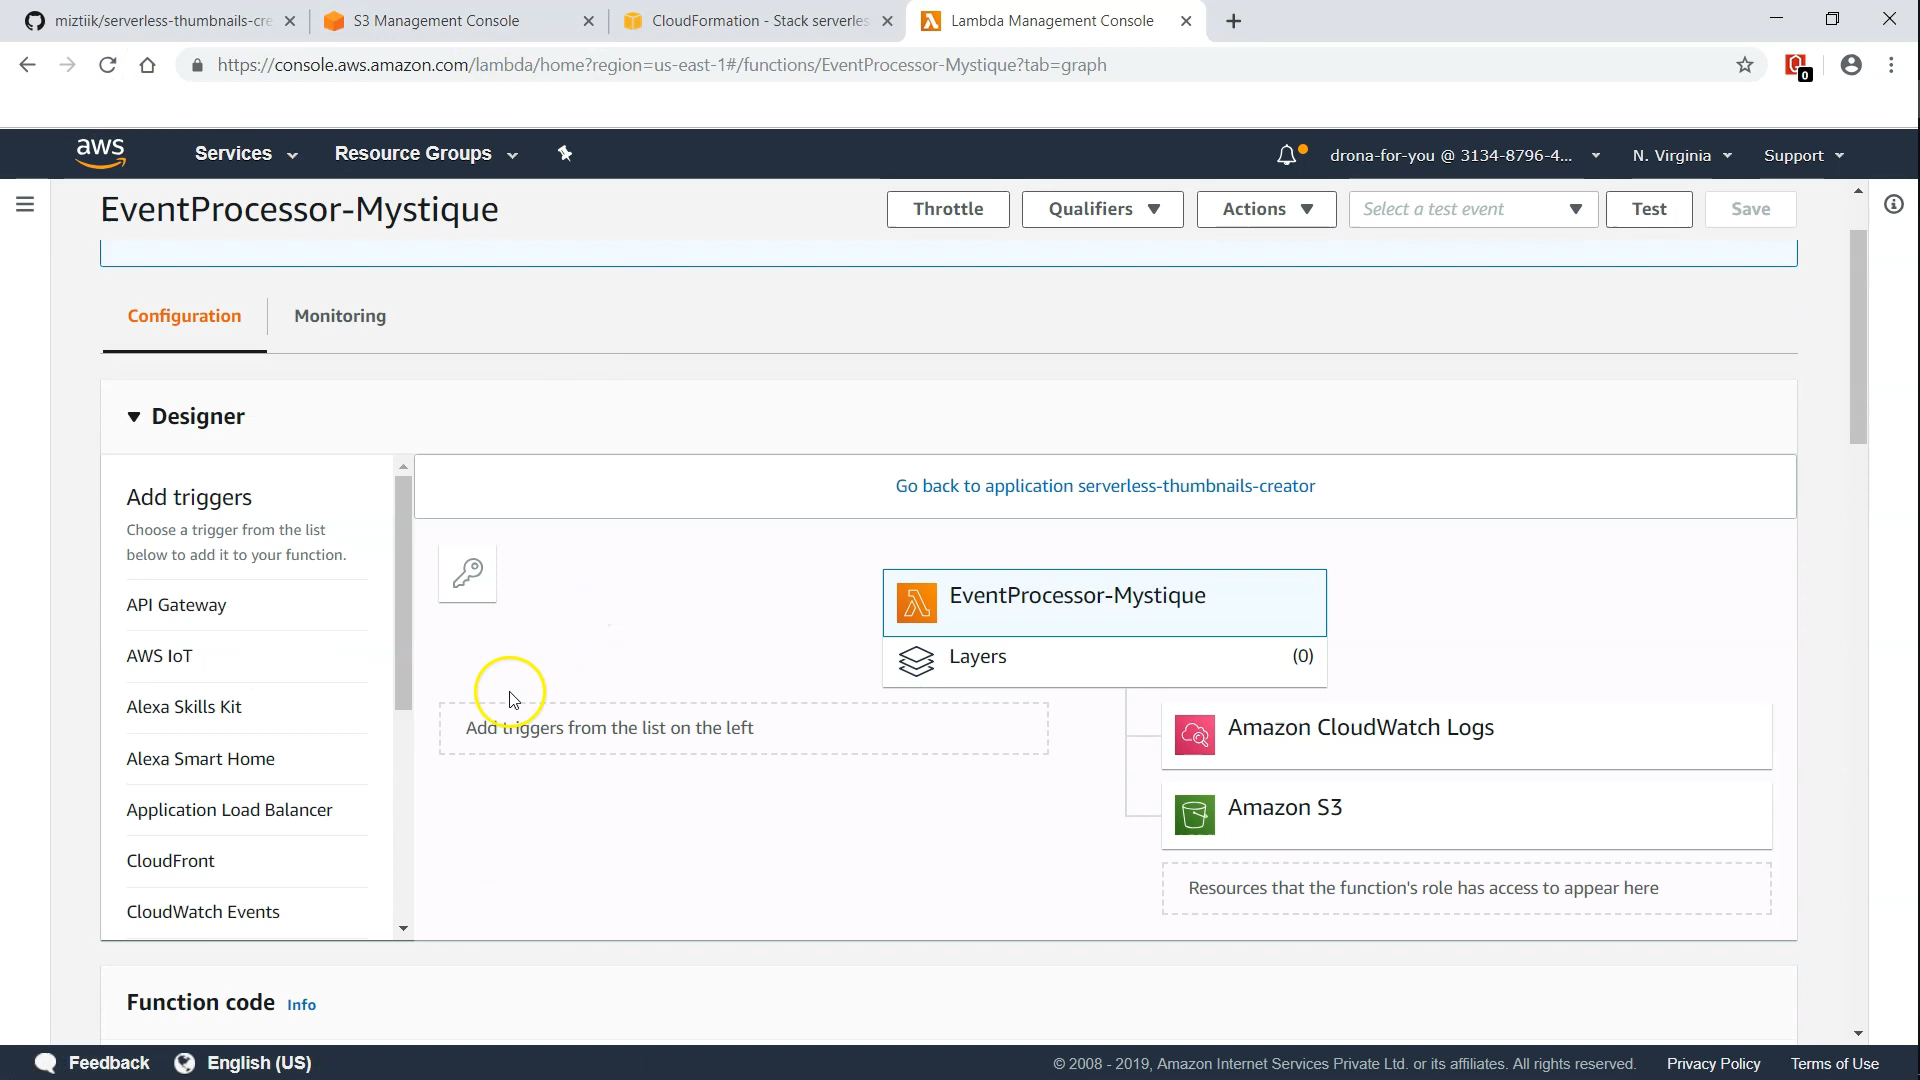 miztiik/serverless-thumbnails-cre
S3 Management Console
CloudFormation - Stack serverles
Lambda Management Console
https://console.aws.amazon.com/lambda/home?region=us-east-1#/functions/EventProcessor-Mystique?tab=graph
0
aws
Services
Resource Groups
drona-for-you @ 3134-8796-4...
N. Virginia
Support
EventProcessor-Mystique
Throttle
Qualifiers
Actions
Select a test event
Test
Save
Configuration
Monitoring
Designer
Add triggers
Choose a trigger from the list
below to add it to your function.
API Gateway
AWS IoT
Alexa Skills Kit
Alexa Smart Home
Application Load Balancer
CloudFront
CloudWatch Events
Go back to application serverless-thumbnails-creator
EventProcessor-Mystique
Layers
(0)
Add triggers from the list on the left
Amazon CloudWatch Logs
Amazon S3
Resources that the function's role has access to appear here
Function code Info
Feedback
English (US)
© 2008 - 2019, Amazon Internet Services Private Ltd. or its affiliates. All rights reserved.
Privacy Policy
Terms of Use